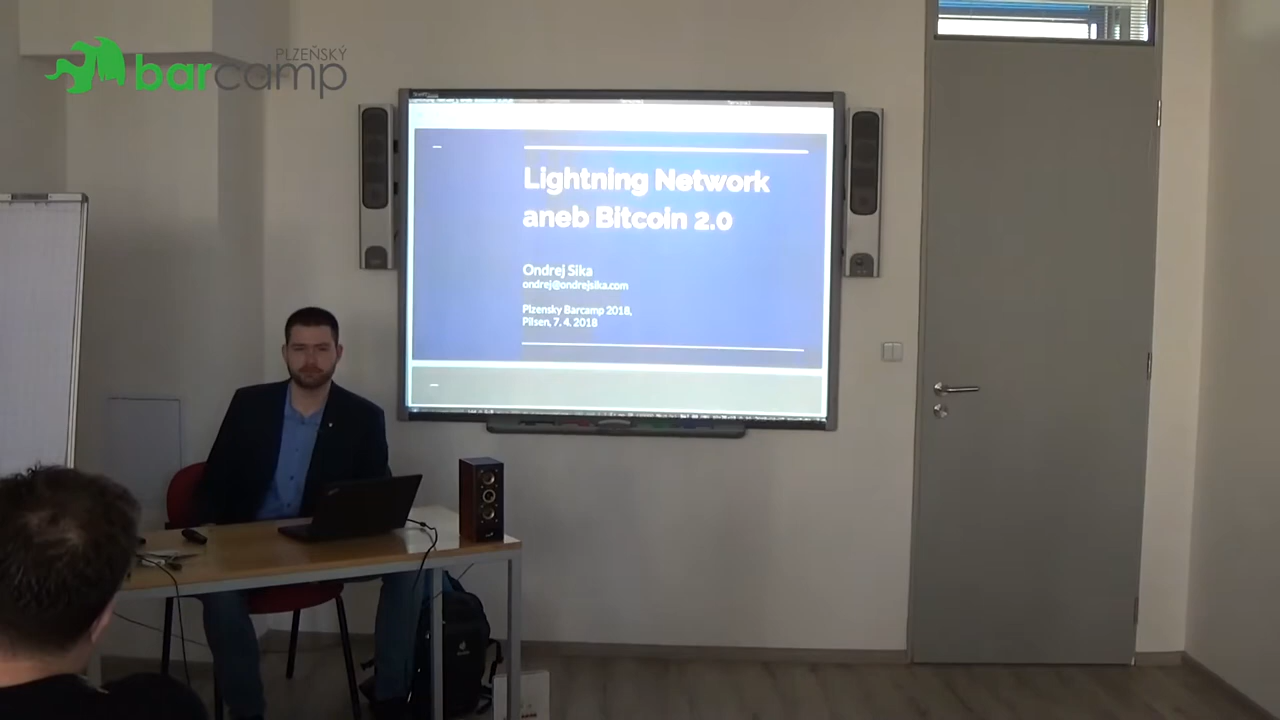 PLZEŇSKÝ
barcamp
Lightning Network
aneb Bitcoin 2.0
Ondrej Sika
ondrej@ondrejsika.com
Plzensky Barcamp 2018,
Pilsen, 7. 4. 2018